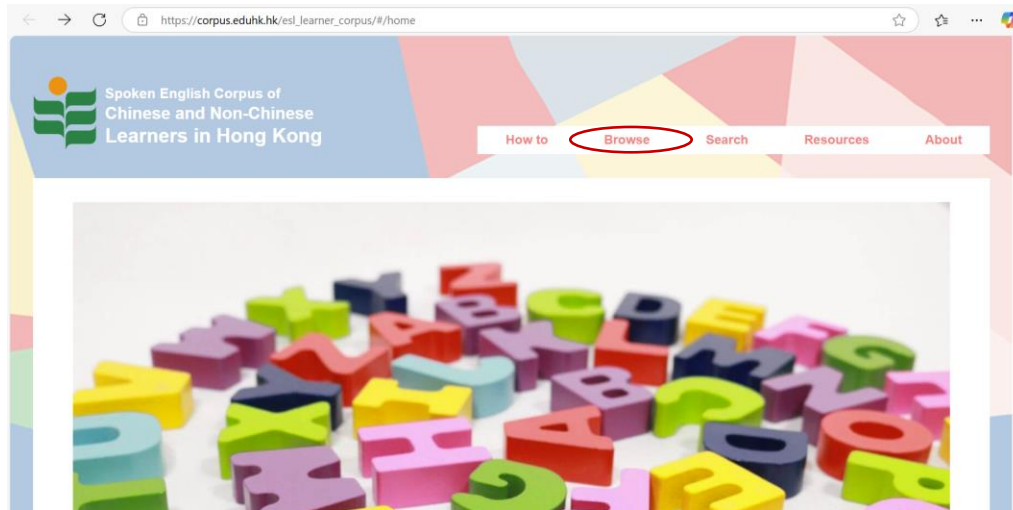 https://corpus.eduhk.hk/esl_learner_corpus/#/home
Spoken English Corpus of
Chinese and Non-Chinese
Learners in Hong Kong
How to Browse Search Resources About